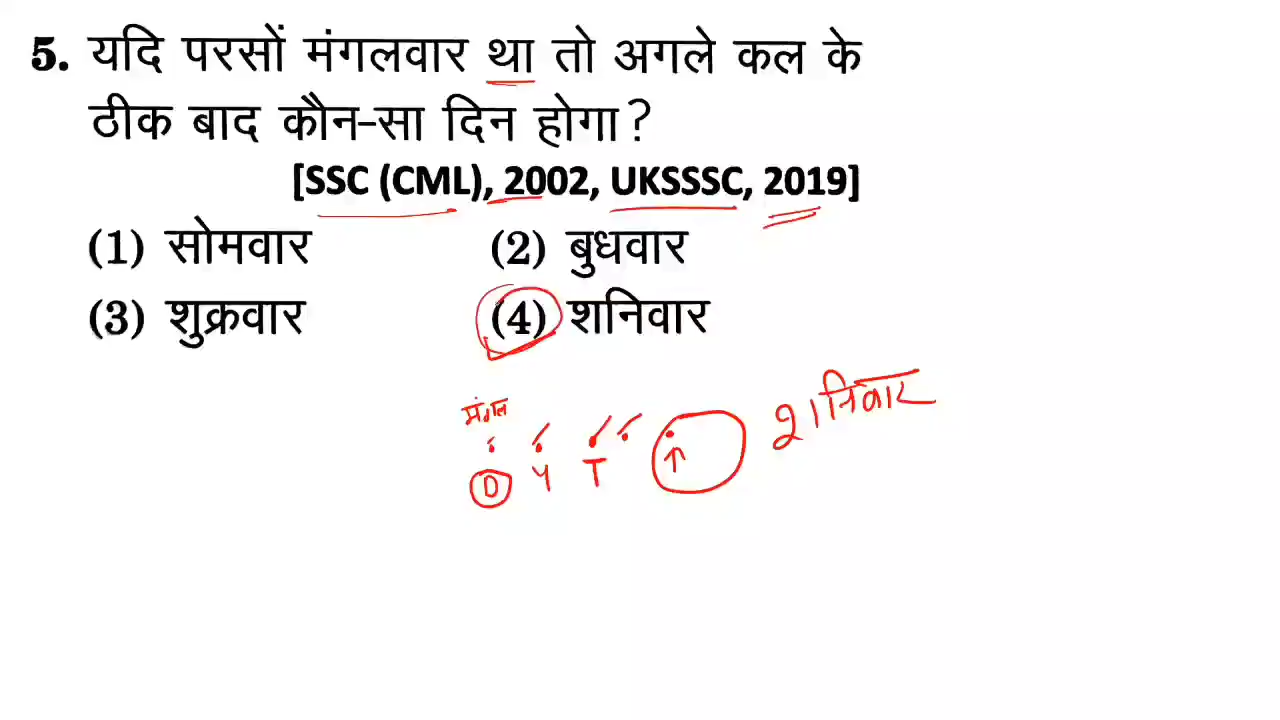 5. यदि परसों मंगलवार था तो अगले कल के
ठीक बाद कौन-सा दिन होगा?
[SSC (CML), 2002, UKSSSC, 2019]
(1) सोमवार (2) बुधवार
(3) शुक्रवार (4) शनिवार
मंगल
D Y T
शनिवार